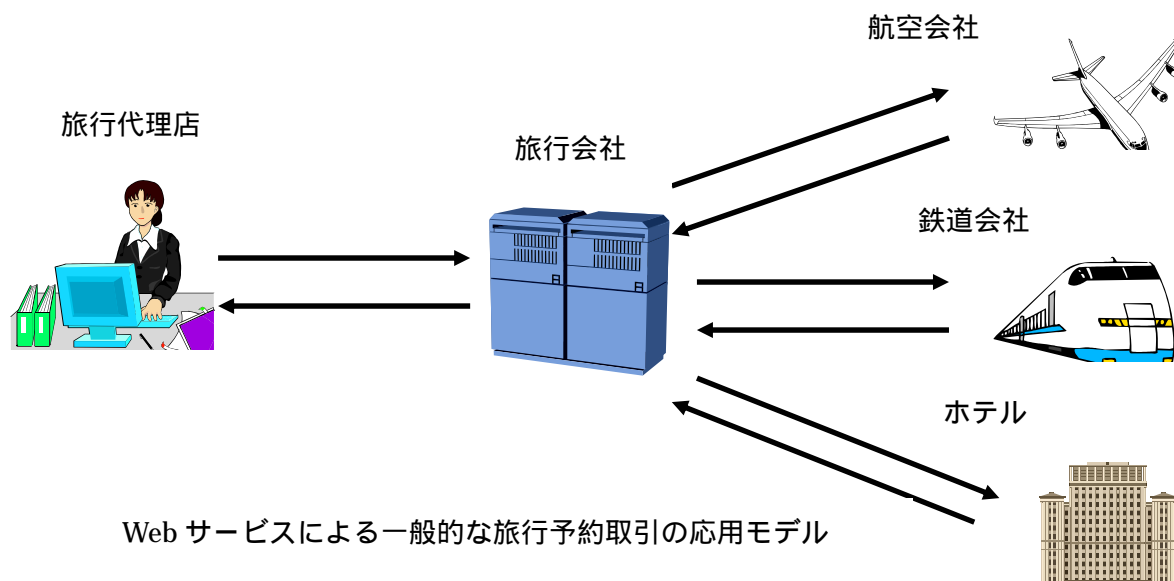 航空会社
旅行代理店
旅行会社
鉄道会社
ホテル
Web サービスによる一般的な旅行予約取引の応用モデル